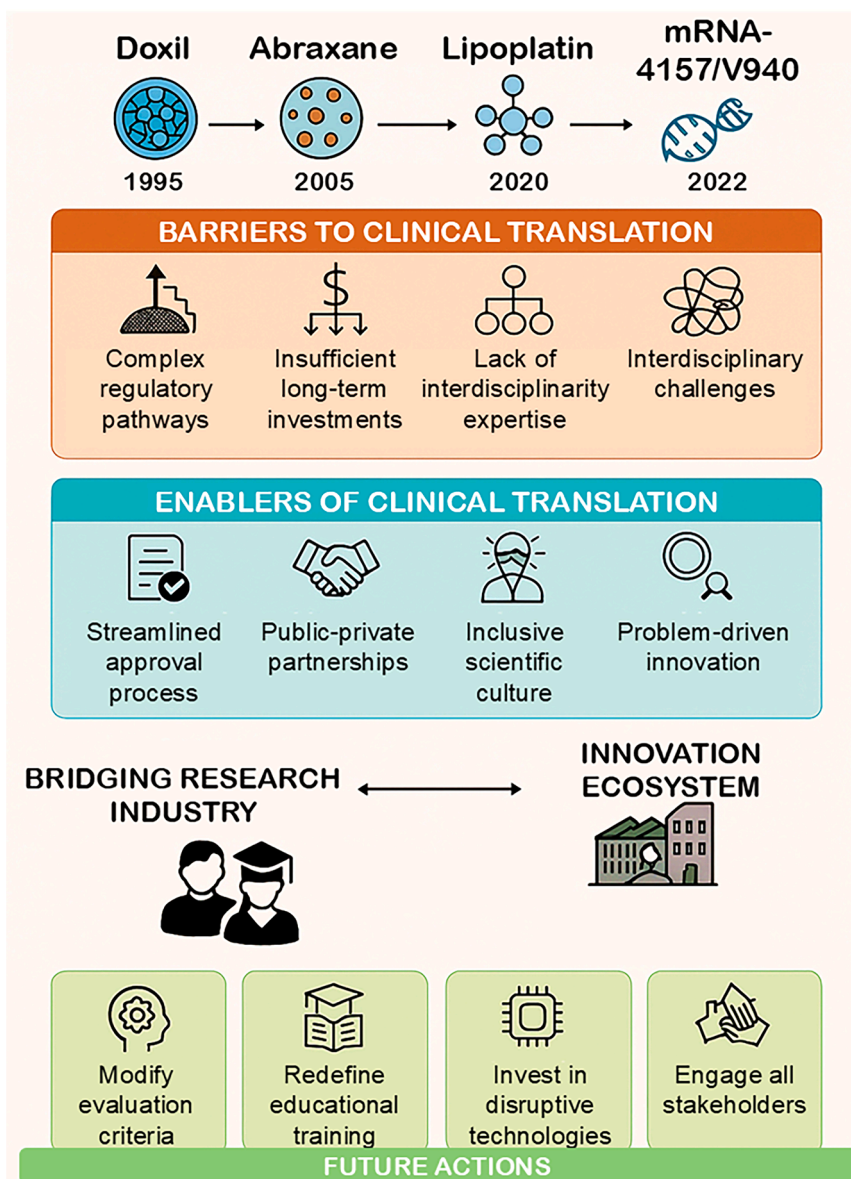 Doxil
Abraxane
Lipoplatin
mRNA-
4157/V940
1995
2005
2020
2022
BARRIERS TO CLINICAL TRANSLATION
Complex
regulatory
pathways
Insufficient
long-term
investments
Lack of
interdisciplinarity
expertise
Interdisciplinary
challenges
ENABLERS OF CLINICAL TRANSLATION
Streamlined
approval
process
Public-private
partnerships
Inclusive
scientific
culture
Problem-driven
innovation
BRIDGING RESEARCH
INDUSTRY
INNOVATION
ECOSYSTEM
Modify
evaluation
criteria
Redefine
educational
training
Invest in
disruptive
technologies
Engage all
stakeholders
FUTURE ACTIONS